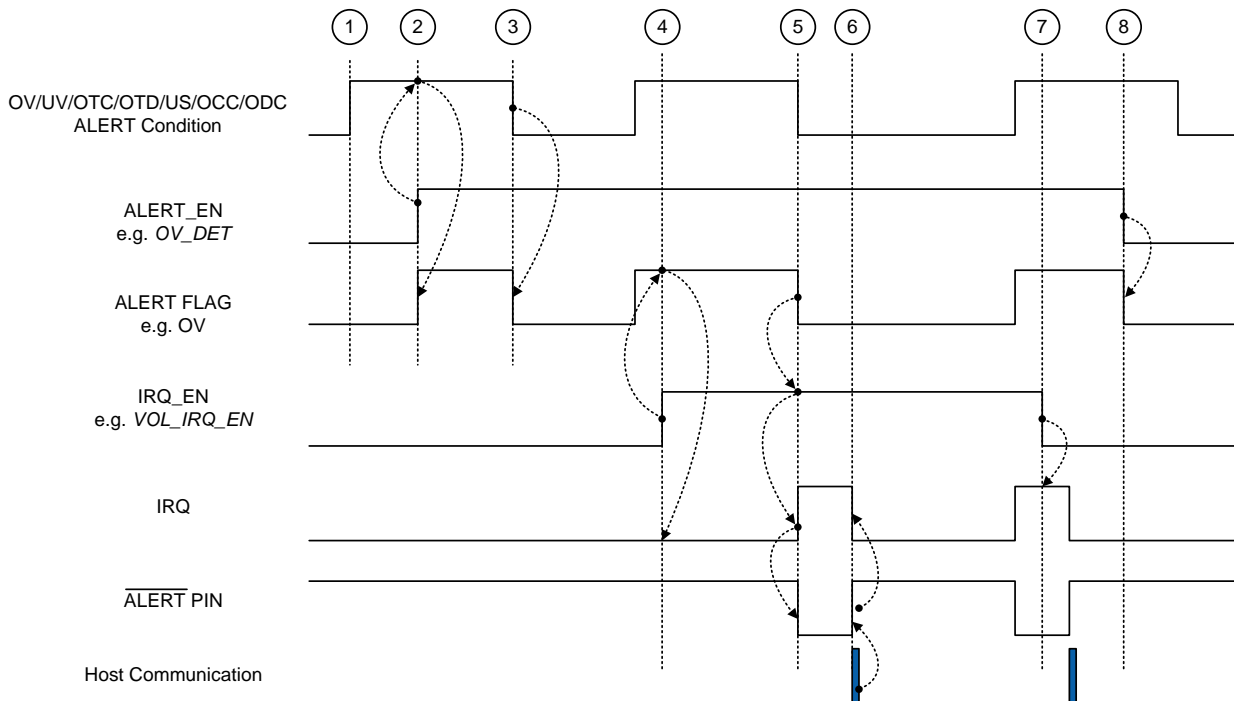 1 2 3 4 5 6 7 8
OV/UV/OTC/OTD/US/OCC/ODC
ALERT Condition
ALERT_EN
e.g. OV_DET
ALERT FLAG
e.g. OV
IRQ_EN
e.g. VOL_IRQ_EN
IRQ
ALERT PIN
Host Communication